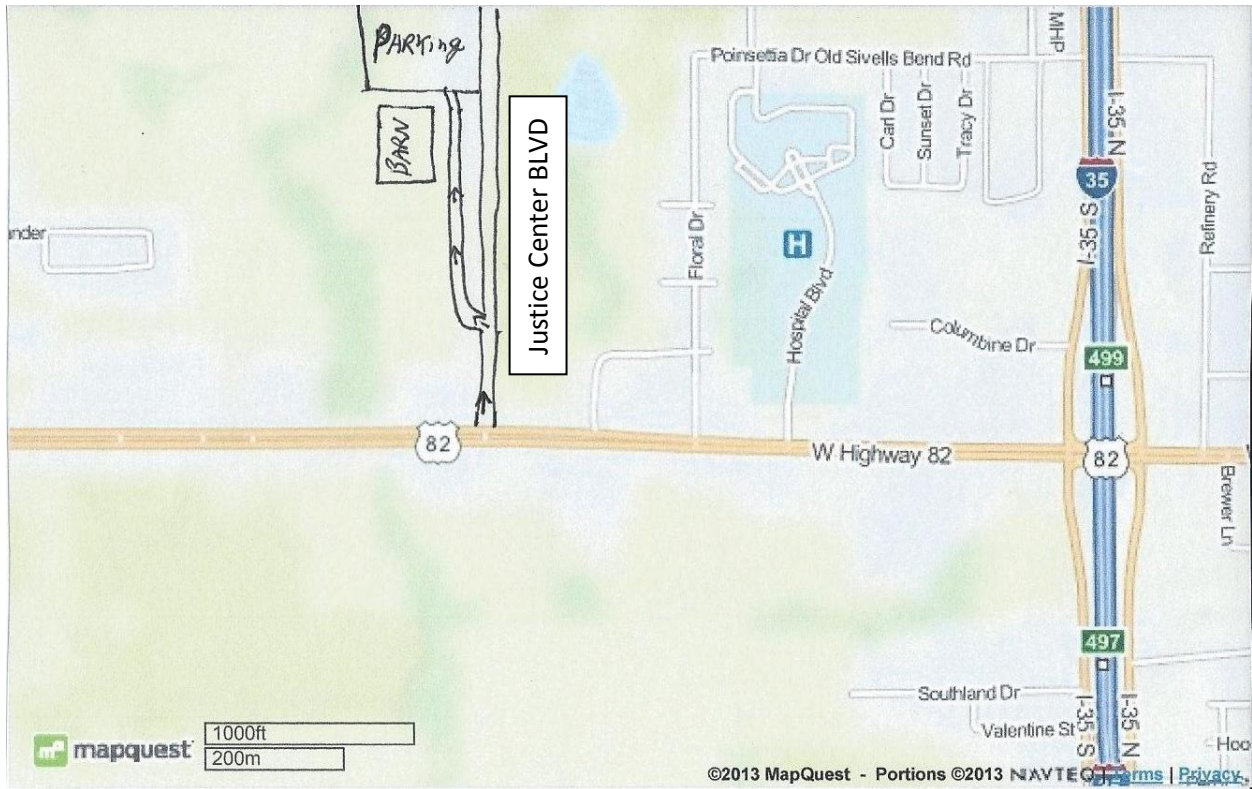 PARKing
MHP
Poinsettia Dr Old Sivells Bend Rd
BARN
Justice Center BLVD
Carl Dr
Sunset Dr
Tracy Dr
I-35 N
35
I-35 S
Refinery Rd
nder
Floral Dr
H
Hospital Blvd
Columbine Dr
499
82
W Highway 82
82
Brewer Ln
497
Southland Dr
Valentine St
I-35 S
I-35 N
Hoo
mapquest
1000ft
200m
©2013 MapQuest - Portions ©2013 NAVTEQ | Terms | Privacy